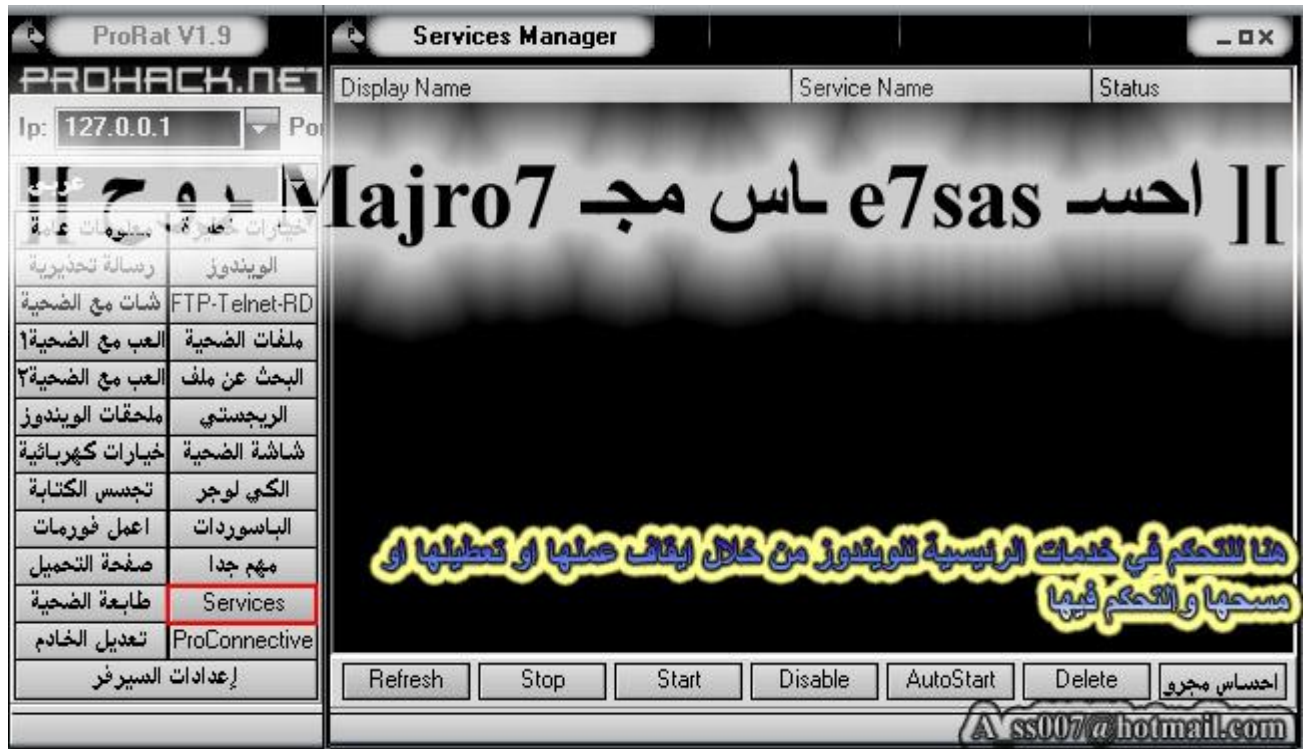 ProRat V1.9
PROHACK.NET
Ip: 127.0.0.1 Por
عربي
معلومات عامة خيارات خطيرة
رسالة تحذيرية الويندوز
شات مع الضحية FTP-Telnet-RD
العب مع الضحية١ ملفات الضحية
العب مع الضحية٢ البحث عن ملف
ملحقات الويندوز الريجستي
خيارات كهربائية شاشة الضحية
تجسس الكتابة الكي لوجر
اعمل فورمات الباسوردات
صفحة التحميل مهم جدا
طابعة الضحية Services
تعديل الخادم ProConnective
إعدادات السيرفر
Services Manager
Display Name Service Name Status
][ احسـ e7sas ـاس مجـ Majro7 ـروح ][
هنا للتحكم في خدمات الرئيسية للويندوز من خلال ايقاف عملها او تعطيلها او
مسحها والتحكم فيها
Refresh Stop Start Disable AutoStart Delete احساس مجرو
A_ss007@hotmail.com